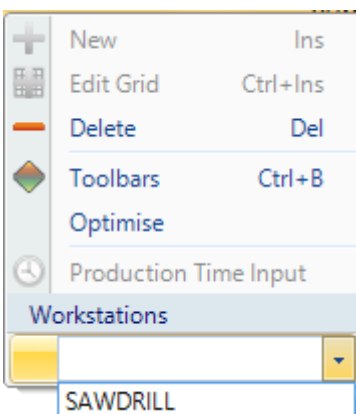 New Ins
Edit Grid Ctrl+Ins
Delete Del
Toolbars Ctrl+B
Optimise
Production Time Input
Workstations
SAWDRILL